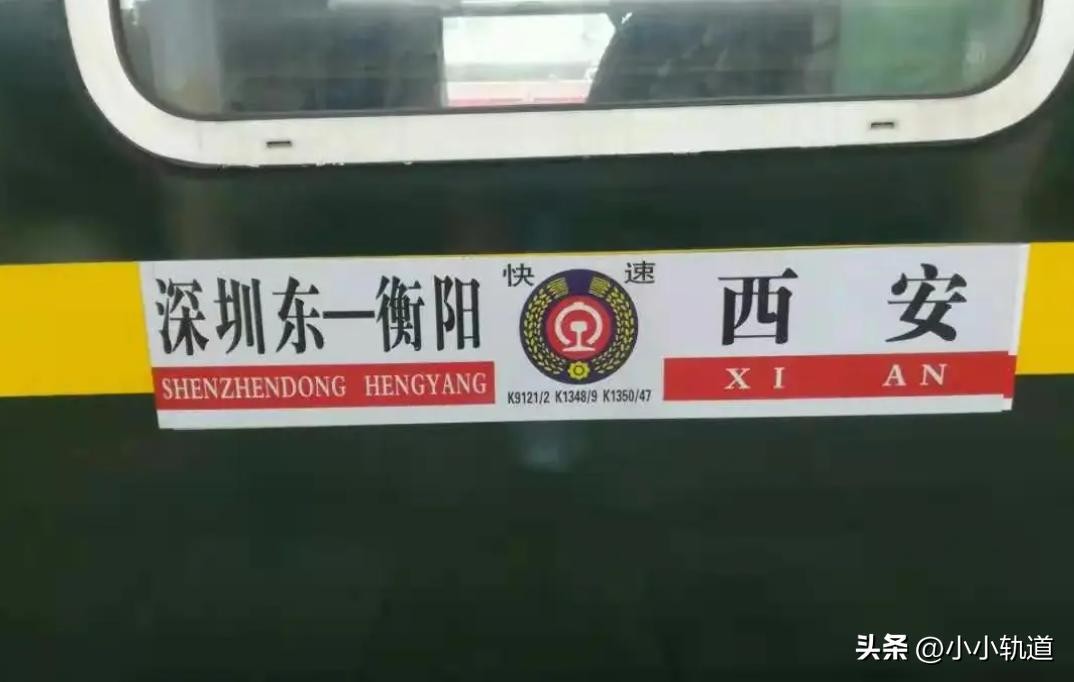 深圳东—衡阳
SHENZHENDONG HENGYANG
快 速
K9121/2 K1348/9 K1350/47
西 安
XI AN
头条 @小小轨道